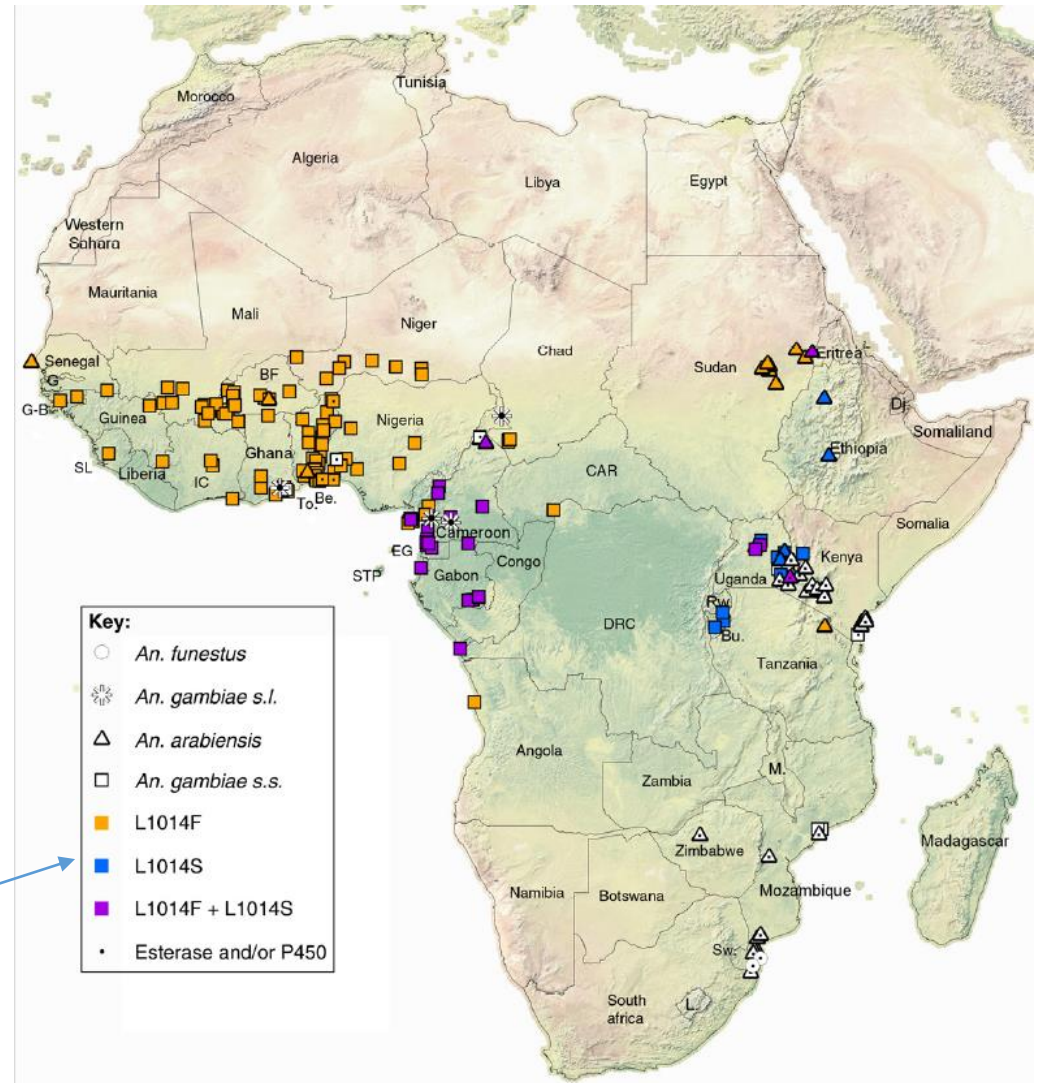 Tunisia
Morocco
Algeria
Libya
Egypt
Western
Sahara
Mauritania
Mali
Niger
Chad
Sudan
Eritrea
Senegal
G
BF
G-B
Guinea
Nigeria
Dj.
Somaliland
Ghana
Ethiopia
SL
Liberia
IC
CAR
To.
Be.
Somalia
Cameroon
EG
Kenya
Congo
STP
Gabon
Uganda
Rw.
DRC
Bu.
Tanzania
Key:
An. funestus
An. gambiae s.l.
An. arabiensis
An. gambiae s.s.
L1014F
L1014S
L1014F + L1014S
Esterase and/or P450
Angola
M.
Zambia
Zimbabwe
Madagascar
Namibia
Botswana
Mozambique
Sw.
South
africa
L.